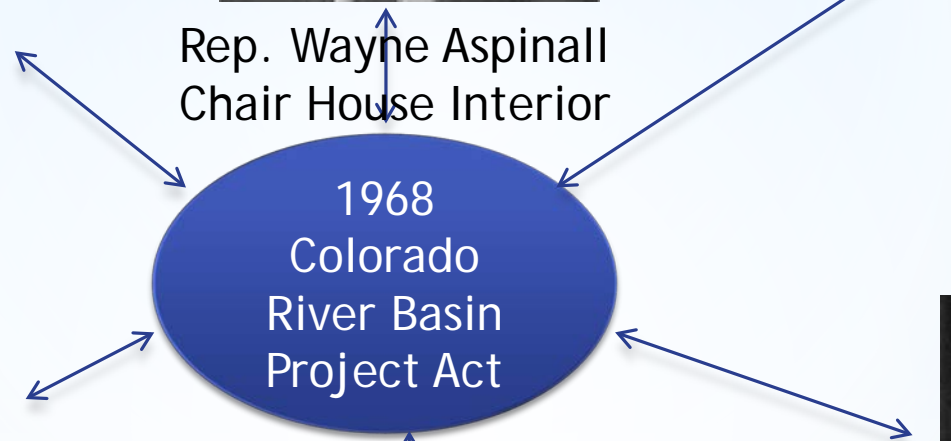 Rep. Wayne Aspinall
Chair House Interior
1968
Colorado
River Basin
Project Act